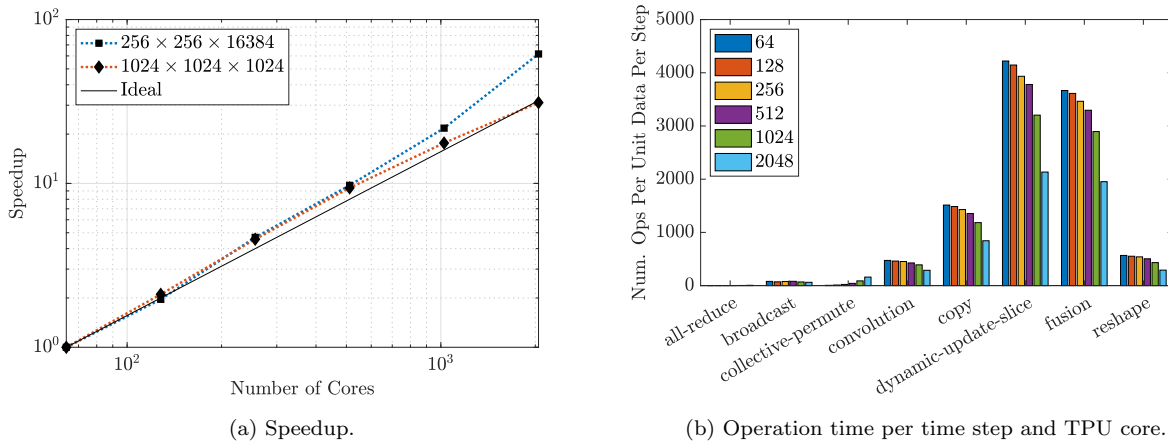 10^2
10^1
10^0
Speedup
256 × 256 × 16384
1024 × 1024 × 1024
Ideal
10^2
10^3
Number of Cores
(a) Speedup.
Num. Ops Per Unit Data Per Step
5000
4000
3000
2000
1000
0
64
128
256
512
1024
2048
all-reduce
broadcast
collective-permute
convolution
copy
dynamic-update-slice
fusion
reshape
(b) Operation time per time step and TPU core.